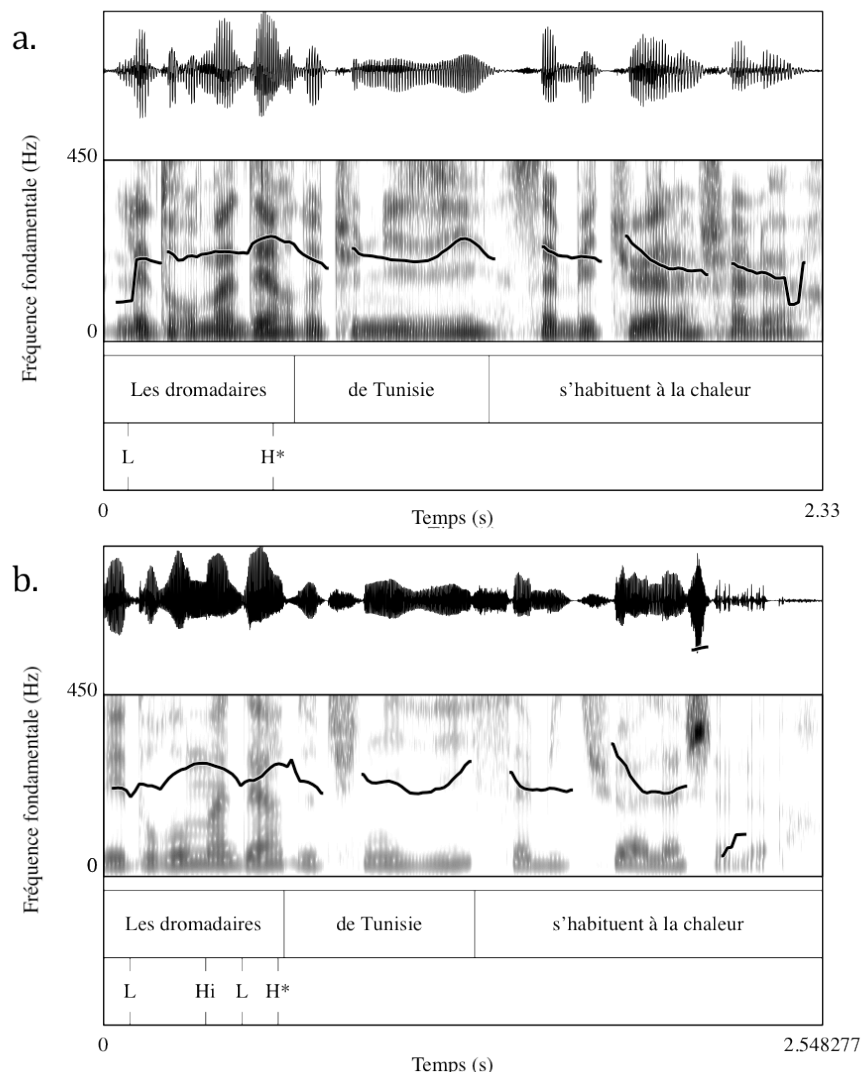 a.
450
Fréquence fondamentale (Hz)
0
Les dromadaires de Tunisie s'habituent à la chaleur
L H*
0 Temps (s) 2.33
b.
450
Fréquence fondamentale (Hz)
0
Les dromadaires de Tunisie s'habituent à la chaleur
L Hi L H*
0 Temps (s) 2.548277